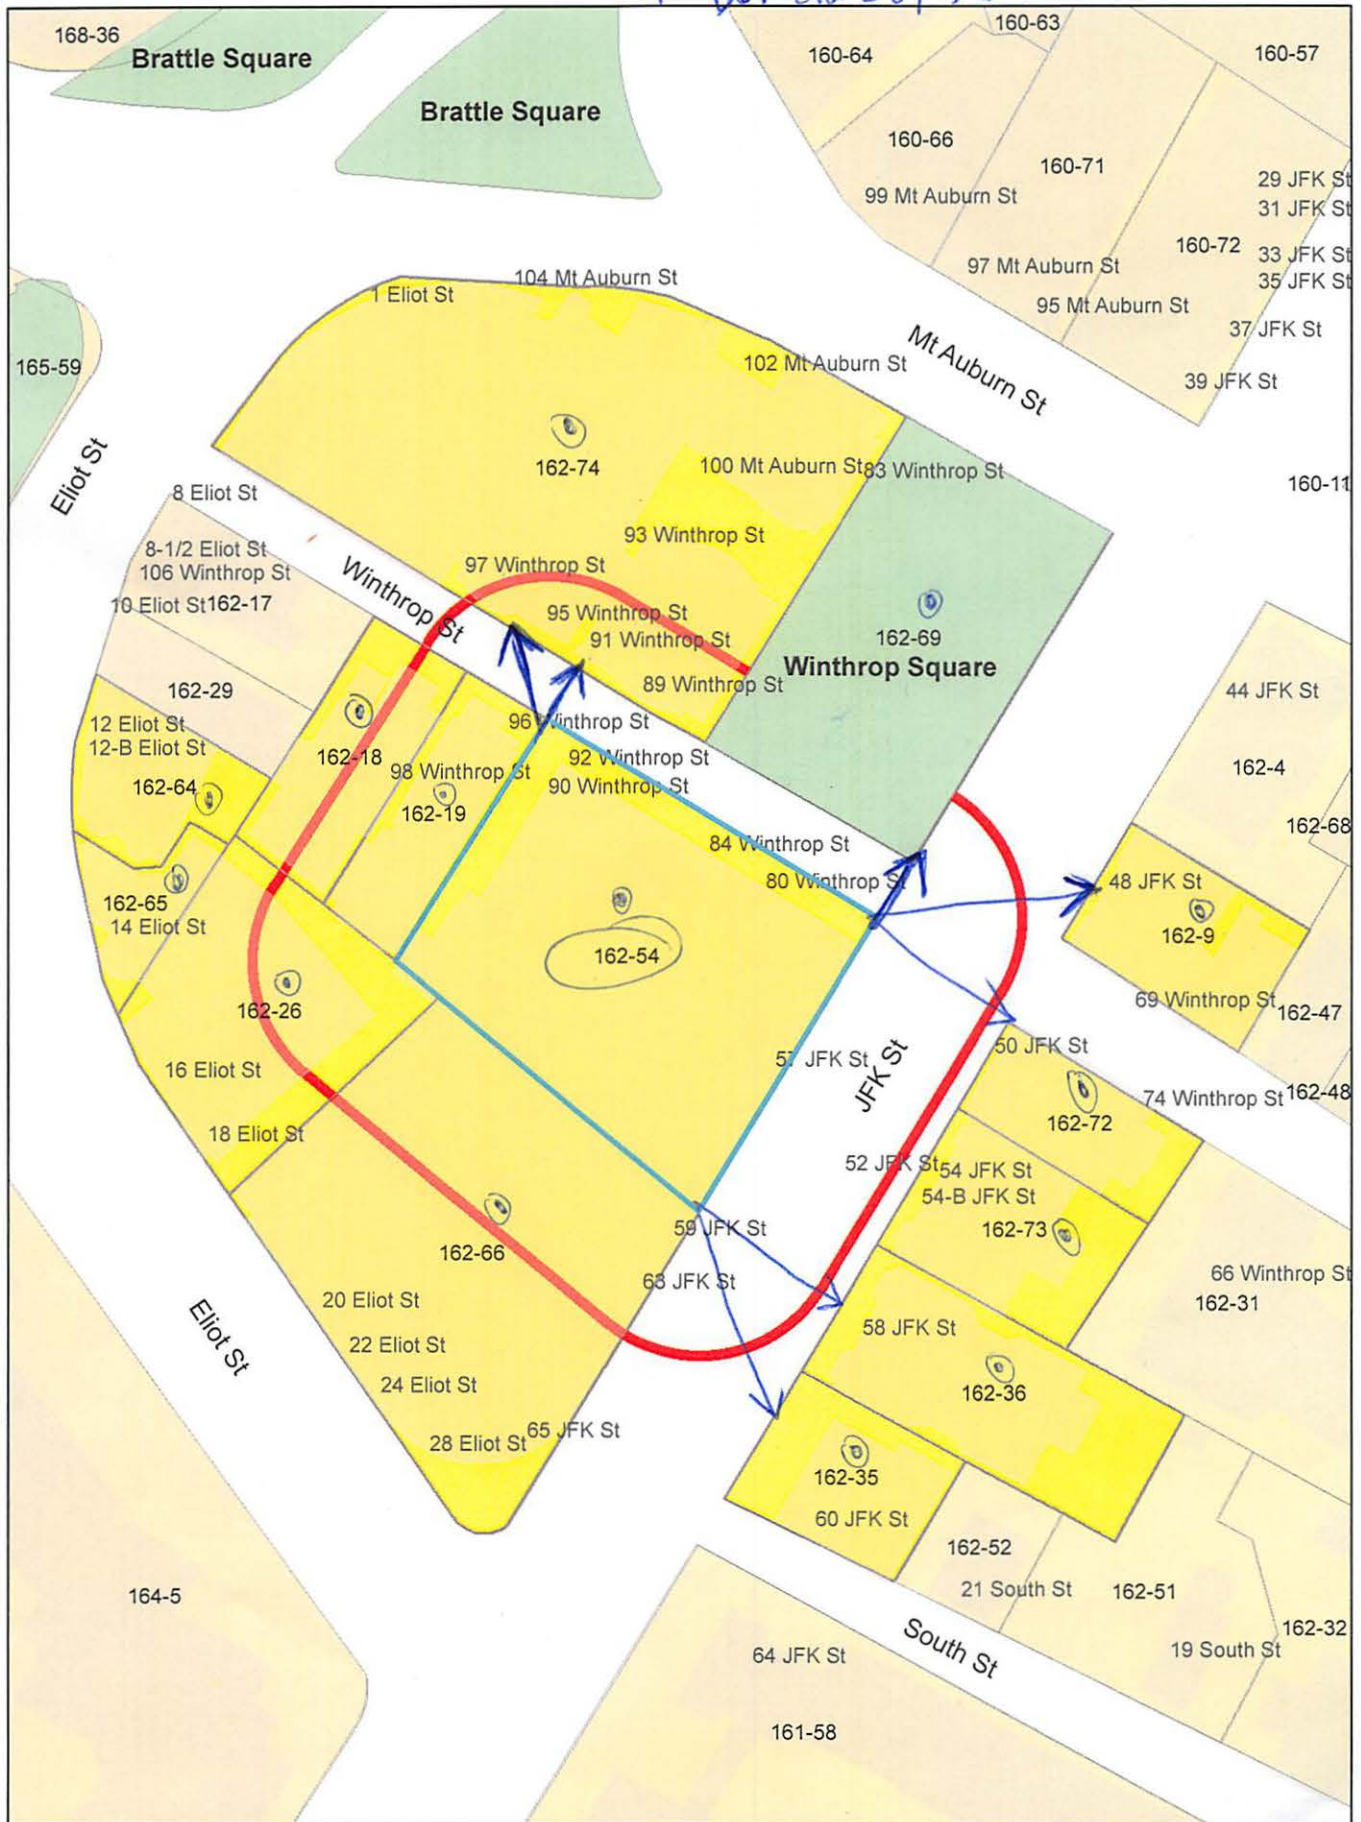 168-36
Brattle Square
Brattle Square
160-63
160-64
160-57
160-66
160-71
99 Mt Auburn St
29 JFK St
31 JFK St
160-72
33 JFK St
97 Mt Auburn St
35 JFK St
95 Mt Auburn St
37 JFK St
39 JFK St
104 Mt Auburn St
1 Eliot St
Mt Auburn St
102 Mt Auburn St
165-59
Eliot St
162-74
100 Mt Auburn St
83 Winthrop St
160-11
8 Eliot St
93 Winthrop St
8-1/2 Eliot St
106 Winthrop St
97 Winthrop St
Winthrop St
10 Eliot St
162-17
95 Winthrop St
91 Winthrop St
162-69
Winthrop Square
89 Winthrop St
162-29
44 JFK St
12 Eliot St
12-B Eliot St
96 Winthrop St
162-18
92 Winthrop St
98 Winthrop St
90 Winthrop St
162-4
162-64
162-19
162-68
84 Winthrop St
80 Winthrop St
48 JFK St
162-65
14 Eliot St
162-9
162-54
69 Winthrop St
162-26
162-47
50 JFK St
57 JFK St
JFK St
16 Eliot St
74 Winthrop St
162-48
162-72
18 Eliot St
52 JFK St
54 JFK St
54-B JFK St
59 JFK St
162-73
162-66
63 JFK St
66 Winthrop St
162-31
20 Eliot St
58 JFK St
Eliot St
22 Eliot St
24 Eliot St
162-36
28 Eliot St
65 JFK St
162-35
60 JFK St
162-52
21 South St
162-51
164-5
162-32
South St
19 South St
64 JFK St
161-58